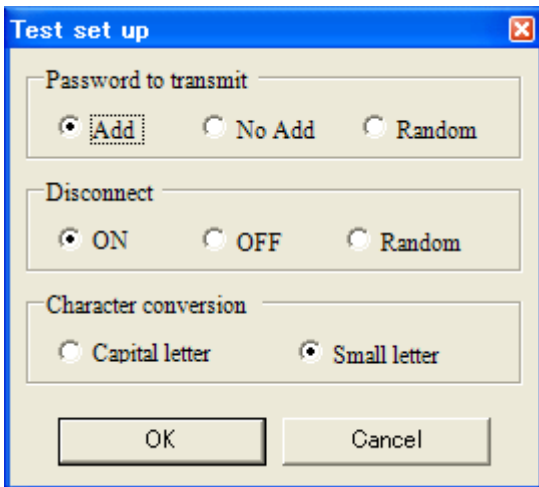 Test set up
Password to transmit
Add No Add Random
Disconnect
ON OFF Random
Character conversion
Capital letter Small letter
OK Cancel